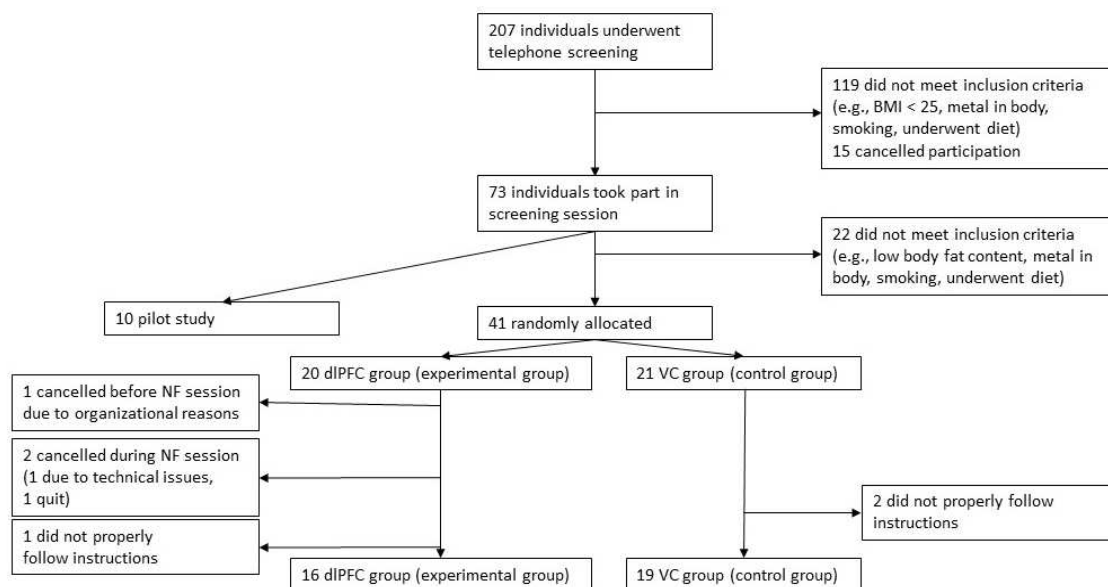 207 individuals underwent
telephone screening
119 did not meet inclusion criteria
(e.g., BMI < 25, metal in body,
smoking, underwent diet)
15 cancelled participation
73 individuals took part in
screening session
22 did not meet inclusion criteria
(e.g., low body fat content, metal in
body, smoking, underwent diet)
10 pilot study
41 randomly allocated
20 dlPFC group (experimental group)
21 VC group (control group)
1 cancelled before NF session
due to organizational reasons
2 cancelled during NF session
(1 due to technical issues,
1 quit)
2 did not properly follow
instructions
1 did not properly
follow instructions
16 dlPFC group (experimental group)
19 VC group (control group)